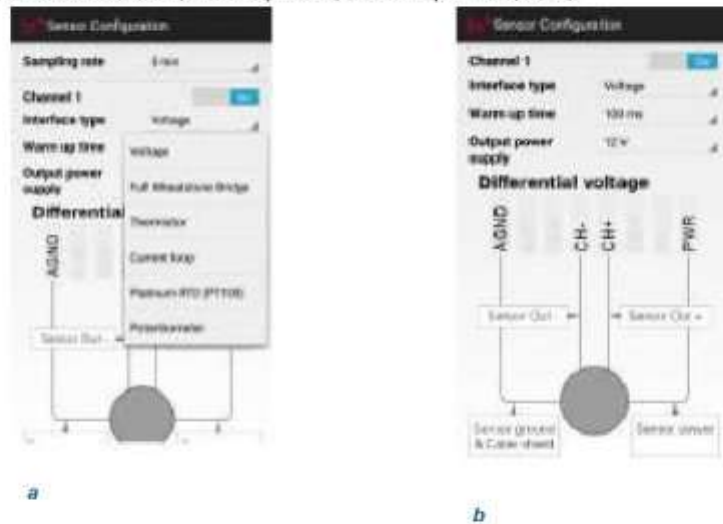 Sensor Configuration
Sampling rate
Channel 1
Interface type Voltage
Warm up time
Output power
supply
Voltage
Full Wheatstone Bridge
Thermistor
Current loop
Platinum RTD (PT100)
Potentiometer
Differential
AGND
Sensor Out
a
Sensor Configuration
Channel 1 On
Interface type Voltage
Warm up time 100 ms
Output power
supply 12 V
Differential voltage
AGND CH- CH+ PWR
Sensor Out - Sensor Out +
Sensor ground
& Cable shield
Sensor power
b